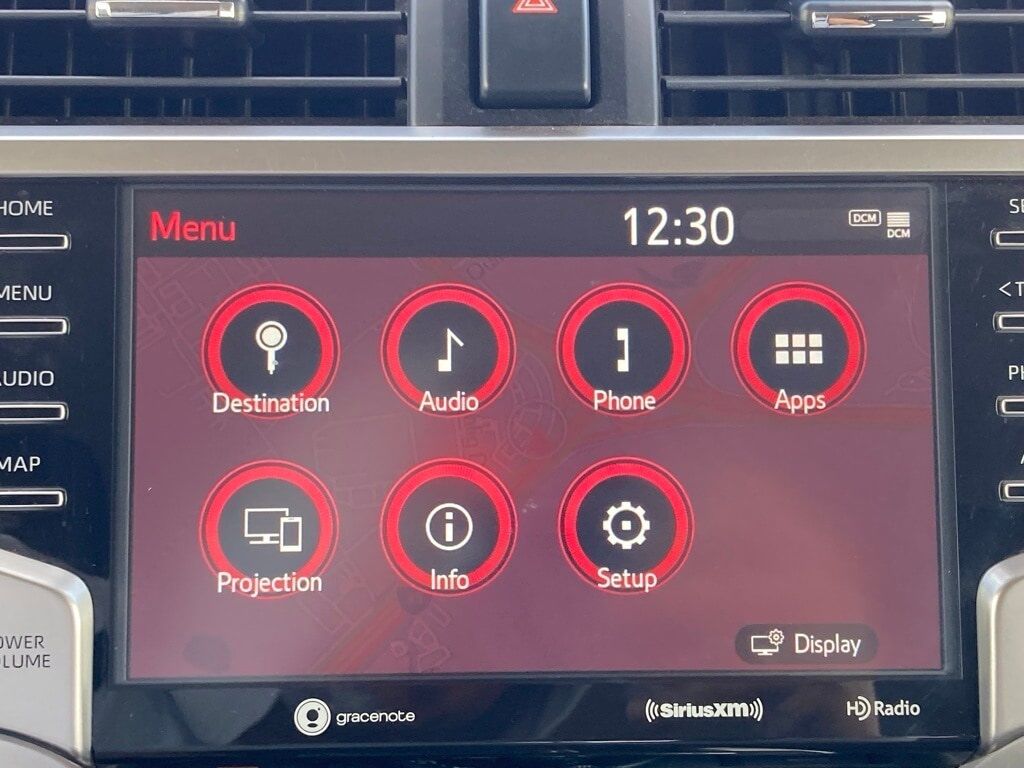 HOME
MENU
AUDIO
MAP
Menu
12:30
DCM
DCM
Destination
Audio
Phone
Apps
Projection
Info
Setup
Display
gracenote
SiriusXM
HD Radio